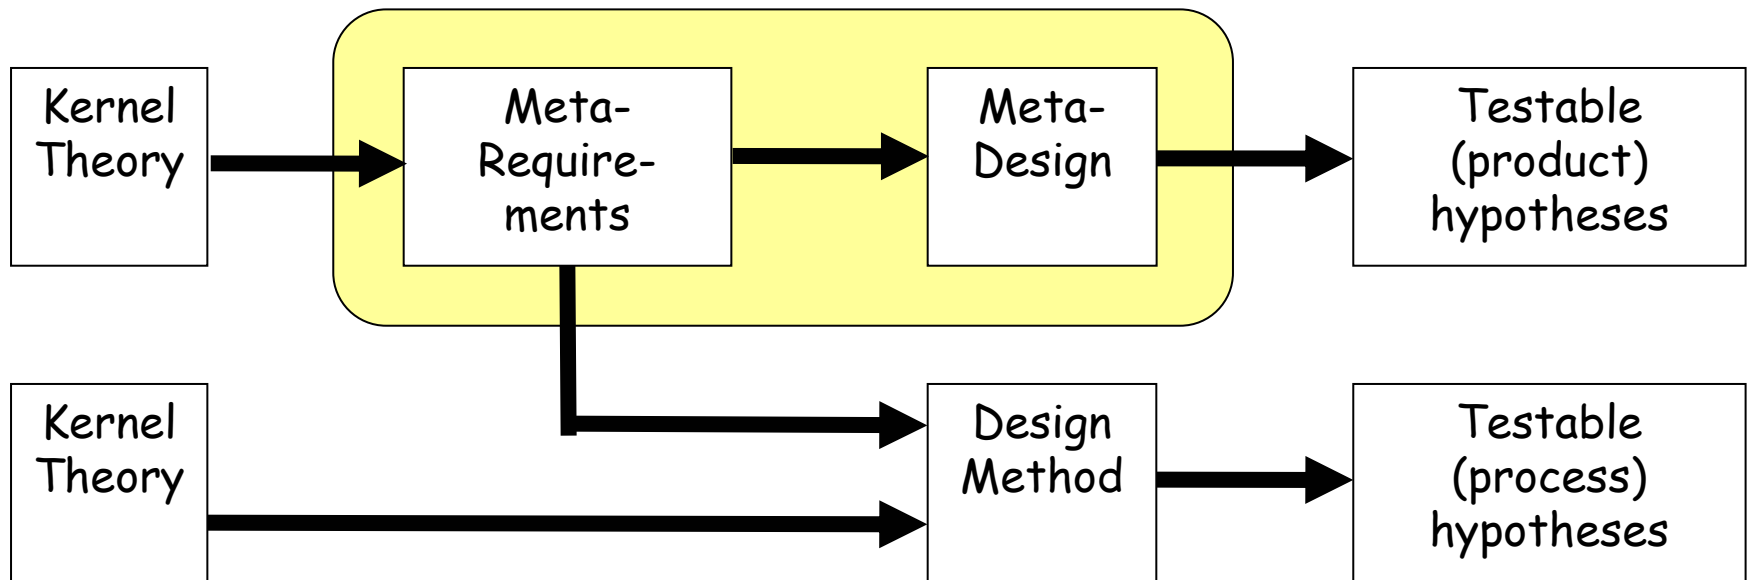 Kernel
Theory
Meta-
Require-
ments
Meta-
Design
Testable
(product)
hypotheses
Kernel
Theory
Design
Method
Testable
(process)
hypotheses